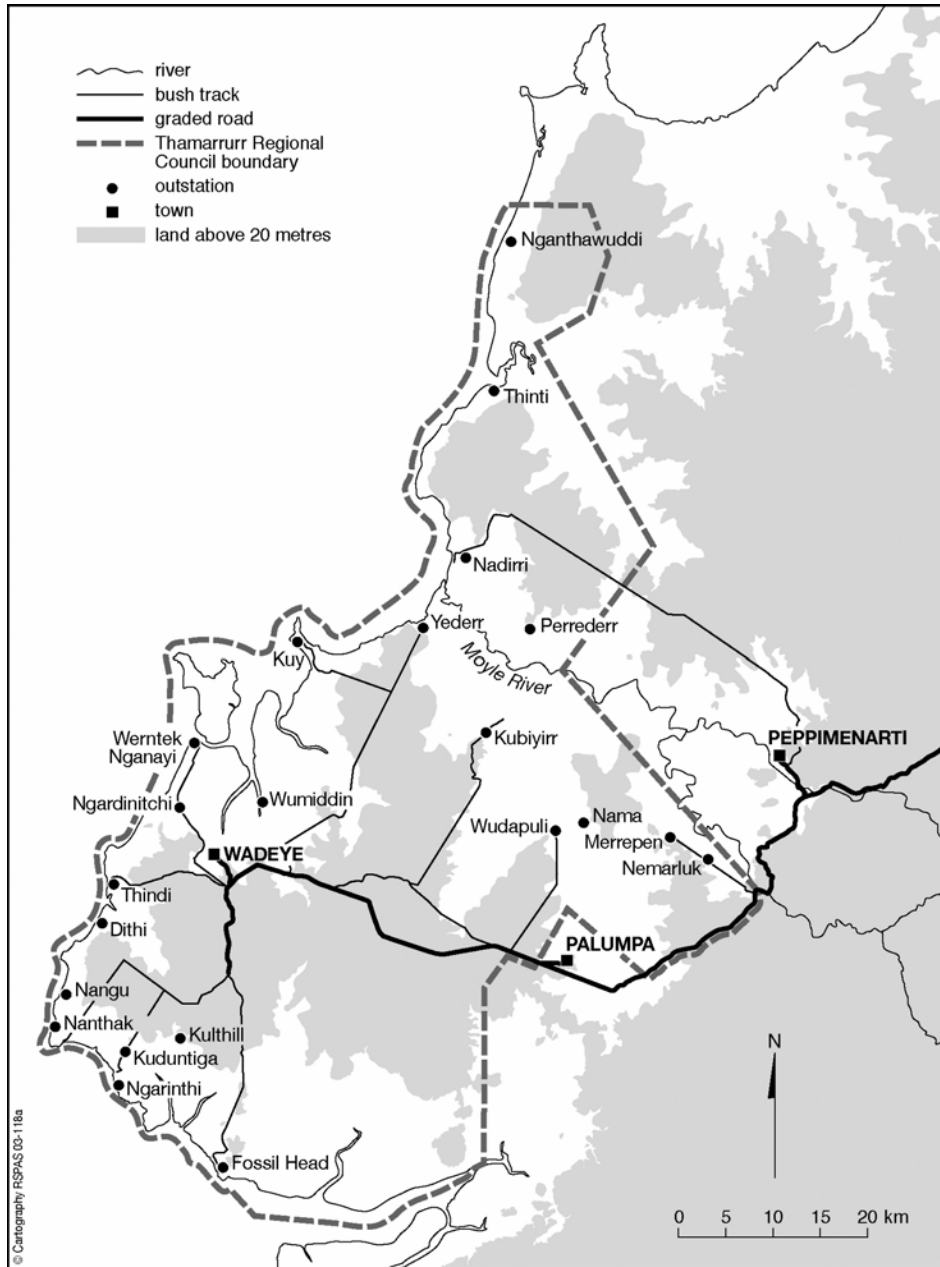 river
bush track
graded road
Thamarrurr Regional
Council boundary
outstation
town
land above 20 metres
Nganthawuddi
Thinti
Nadirri
Yederr
Perrederr
Kuy
Moyle River
Werntek
Nganayi
Kubiyirr
PEPPIMENARTI
Ngardinitchi
Wumiddin
Nama
Wudapuli
Merrepen
WADEYE
Nemarluk
Thindi
Dithi
PALUMPA
Nangu
Nanthak
Kulthill
Kuduntiga
Ngarinthi
N
Fossil Head
0 5 10 15 20 km
© Cartography RSPAS 03-118a